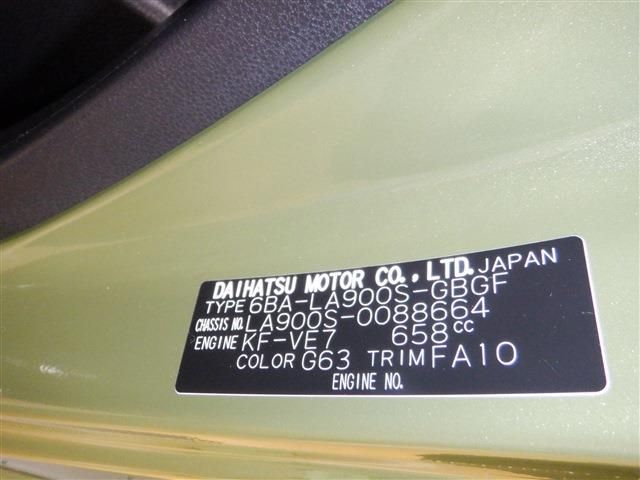 DAIHATSU MOTOR CO., LTD. JAPAN
TYPE 6BA-LA900S-GBGF
CHASSIS NO. LA900S-0088664
ENGINE KF-VE7 658cc
COLOR G63 TRIM FA10
ENGINE NO.